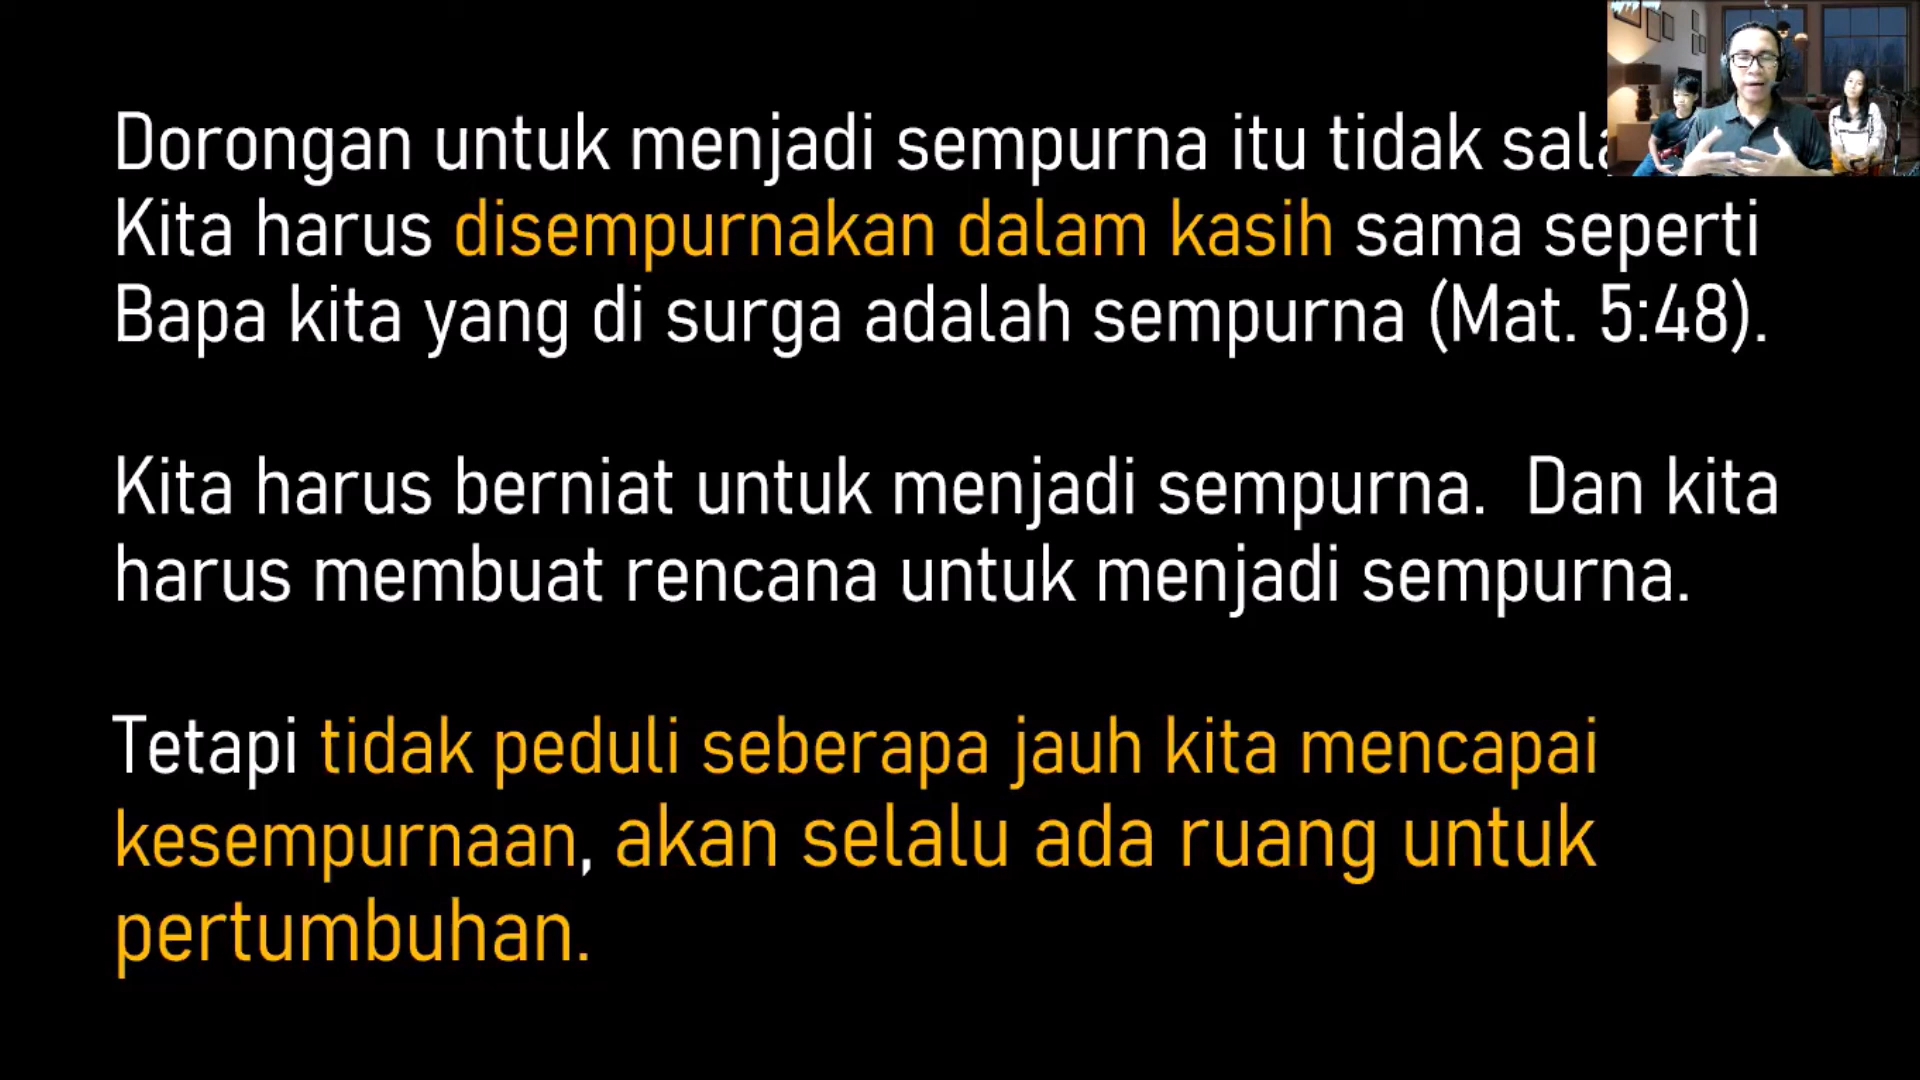 Dorongan untuk menjadi sempurna itu tidak
Kita harus disempurnakan dalam kasih sama seperti
Bapa kita yang di surga adalah sempurna (Mat. 5:48).
Kita harus berniat untuk menjadi sempurna. Dan kita
harus membuat rencana untuk menjadi sempurna.
Tetapi tidak peduli seberapa jauh kita mencapai
kesempurnaan, akan selalu ada ruang untuk
pertumbuhan.